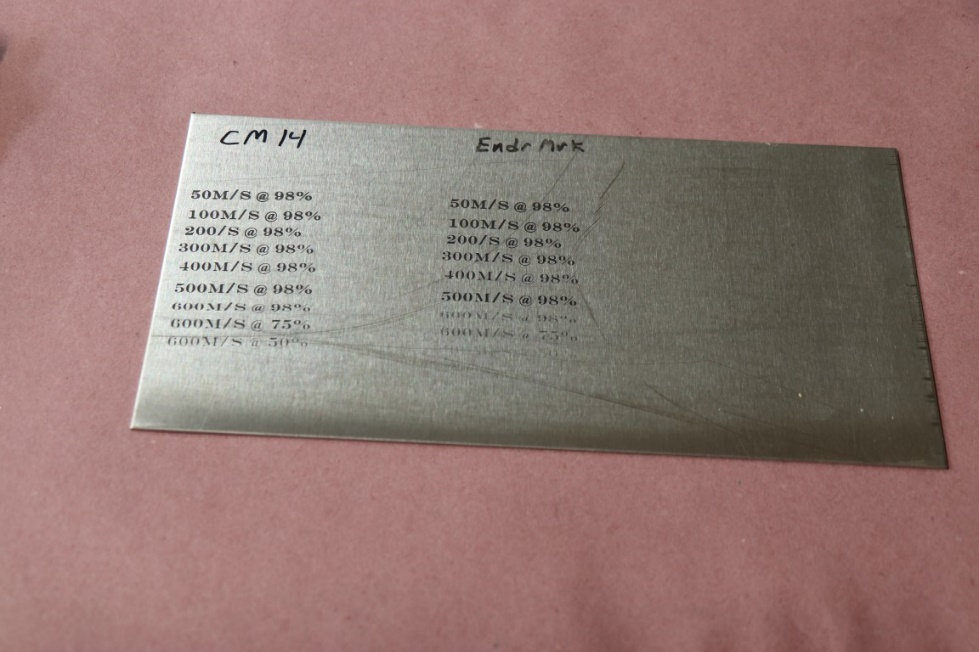 CM 14
50M/S @ 98%
100M/S @ 98%
200/S @ 98%
300M/S @ 98%
400M/S @ 98%
500M/S @ 98%
600M/S @ 98%
600M/S @ 75%
600M/S @ 50%
Endr Mrk
50M/S @ 98%
100M/S @ 98%
200/S @ 98%
300M/S @ 98%
400M/S @ 98%
500M/S @ 98%
600M/S @ 98%
600M/S @ 75%